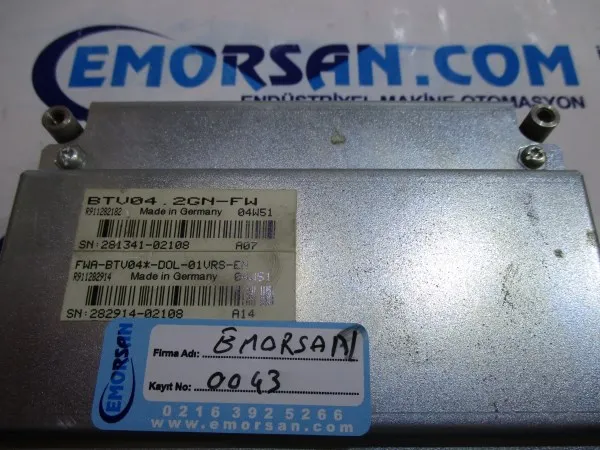 EMORSAN.COM
ENDÜSTRİYEL MAKİNE OTOMASYON
BTV04.2GN-FW
R911282182 Made in Germany 04W51
SN:281341-02108 A07
FWA-BTV04*-DOL-01VRS-EN
R911282914 Made in Germany
SN:282914-02108 A14
EMORSAN
Firma Adı: EMORSAN
Kayıt No: 0043
0216 392 5266
www.emorsan.com